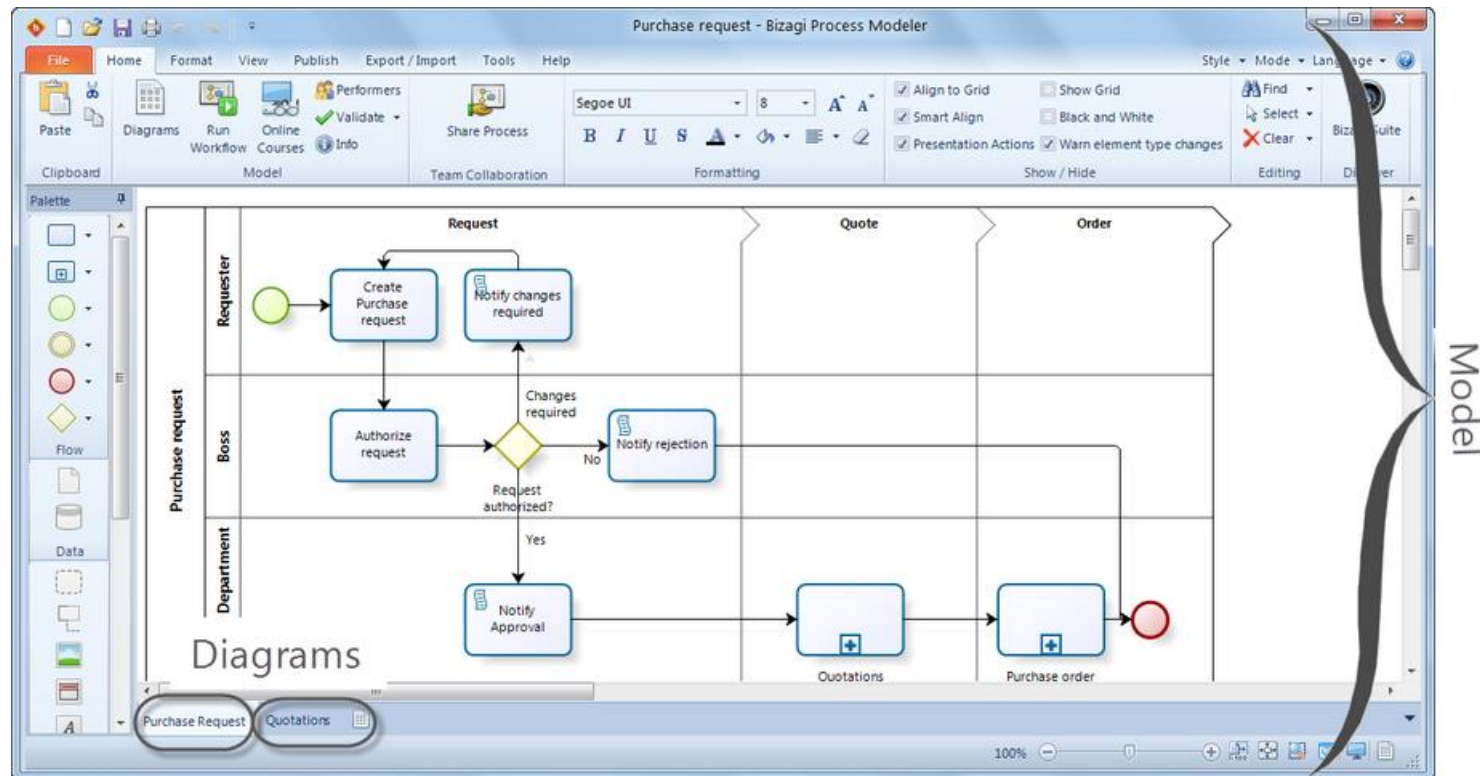 Purchase request - Bizagi Process Modeler
File Home Format View Publish Export / Import Tools Help Style Mode Language
Paste
Clipboard
Diagrams
Run
Workflow
Online
Courses
Performers
Validate
Info
Model
Share Process
Team Collaboration
Segoe UI 8 A A
B I U S A
Formatting
Align to Grid Show Grid
Smart Align Black and White
Presentation Actions Warn element type changes
Show / Hide
Find
Select
Clear
Editing
Palette
Flow
Data
A
Request Quote Order
Purchase request
Requester
Create
Purchase
request
Notify changes
required
Boss
Authorize
request
Changes
required
No
Notify rejection
Request
authorized?
Yes
Department
Notify
Approval
Quotations
Purchase order
Diagrams
Purchase Request Quotations
100%
Model